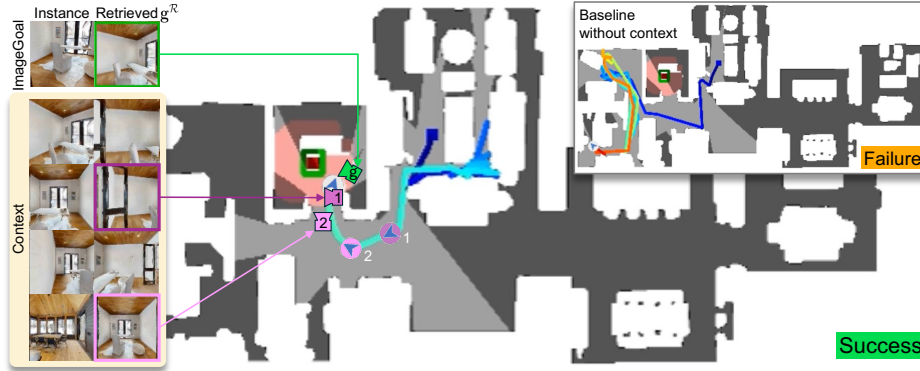 Instance Retrieved g^R
ImageGoal
Context
g
1
2
1
2
Baseline
without context
Failure
Success